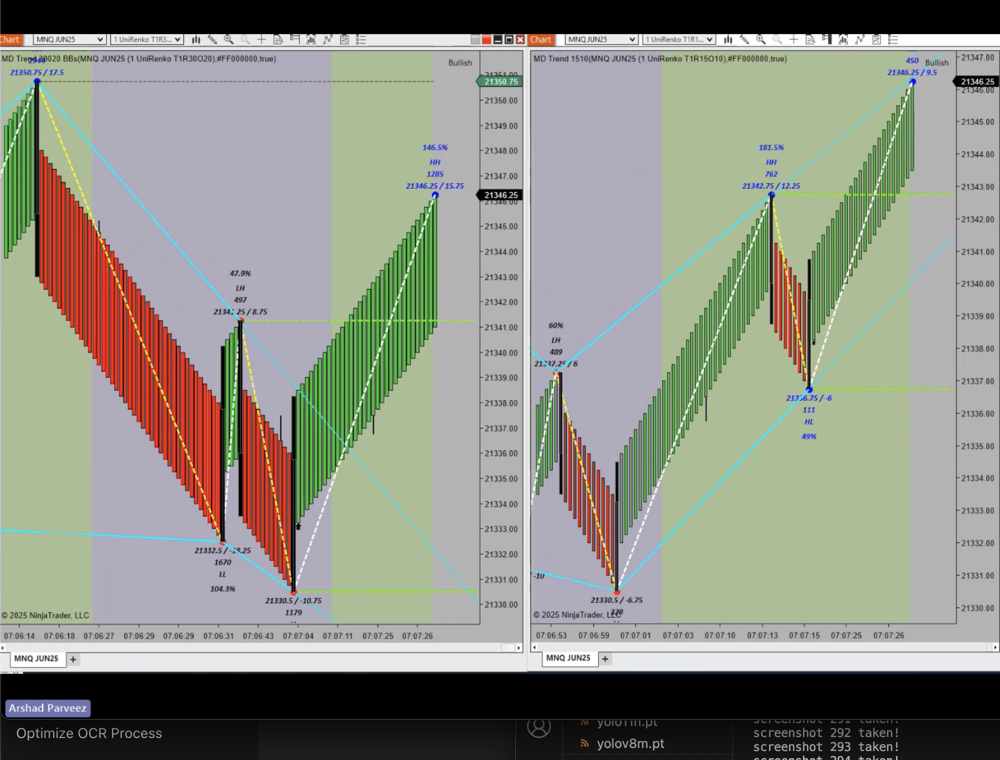 Chart
MNQ JUN25
1 UniRenko T1R3...
MD Trend 30020 BBs(MNQ JUN25 (1 UniRenko T1R30O20),#FF000000,true)
Bullish
21350.75 / 17.5
21350.75
21350.00
21349.00
21348.00
21347.00
21346.25
21345.00
21344.00
21343.00
21342.00
21341.00
21340.00
21339.00
21338.00
21337.00
21336.00
21335.00
21334.00
21333.00
21332.00
21331.00
21330.00
146.5%
HH
1285
21346.25 / 15.75
47.9%
LH
497
21341.25 / 8.75
21332.5 / -18.25
1670
LL
104.3%
21330.5 / -10.75
1179
© 2025 NinjaTrader, LLC
07:06:14
07:06:18
07:06:27
07:06:29
07:06:29
07:06:31
07:06:43
07:07:04
07:07:11
07:07:25
07:07:26
MNQ JUN25
+
Chart
MNQ JUN25
1 UniRenko T1R1...
MD Trend 1510(MNQ JUN25 (1 UniRenko T1R15O10),#FF000000,true)
450
Bullish
21346.25 / 9.5
21347.00
21346.25
21345.00
21344.00
21343.00
21342.00
21341.00
21340.00
21339.00
21338.00
21337.00
21336.00
21335.00
21334.00
21333.00
21332.00
21331.00
21330.00
181.5%
HH
762
21342.75 / 12.25
60%
LH
489
21337.25 / 6
21336.75 / -6
111
HL
49%
-10
21330.5 / -6.75
328
© 2025 NinjaTrader, LLC
07:06:53
07:06:59
07:07:01
07:07:03
07:07:10
07:07:13
07:07:15
07:07:25
07:07:26
MNQ JUN25
+
Arshad Parveez
Optimize OCR Process
yolo11n.pt
yolov8m.pt
screenshot 291 taken!
screenshot 292 taken!
screenshot 293 taken!
screenshot 294 taken!